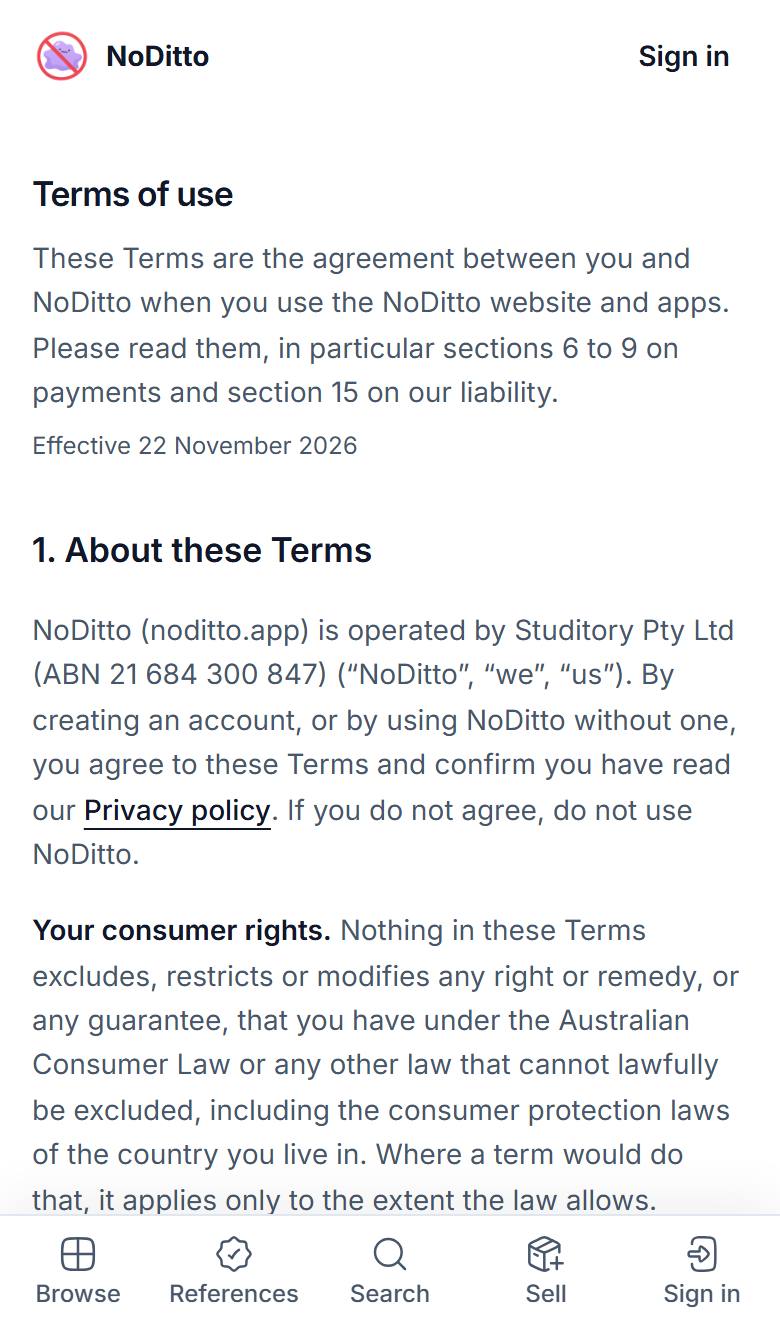 NoDitto
Sign in
Terms of use
These Terms are the agreement between you and
NoDitto when you use the NoDitto website and apps.
Please read them, in particular sections 6 to 9 on
payments and section 15 on our liability.
Effective 22 November 2026
1. About these Terms
NoDitto (noditto.app) is operated by Studitory Pty Ltd
(ABN 21 684 300 847) (“NoDitto”, “we”, “us”). By
creating an account, or by using NoDitto without one,
you agree to these Terms and confirm you have read
our Privacy policy. If you do not agree, do not use
NoDitto.
Your consumer rights. Nothing in these Terms
excludes, restricts or modifies any right or remedy, or
any guarantee, that you have under the Australian
Consumer Law or any other law that cannot lawfully
be excluded, including the consumer protection laws
of the country you live in. Where a term would do
that, it applies only to the extent the law allows.
Browse
References
Search
Sell
Sign in